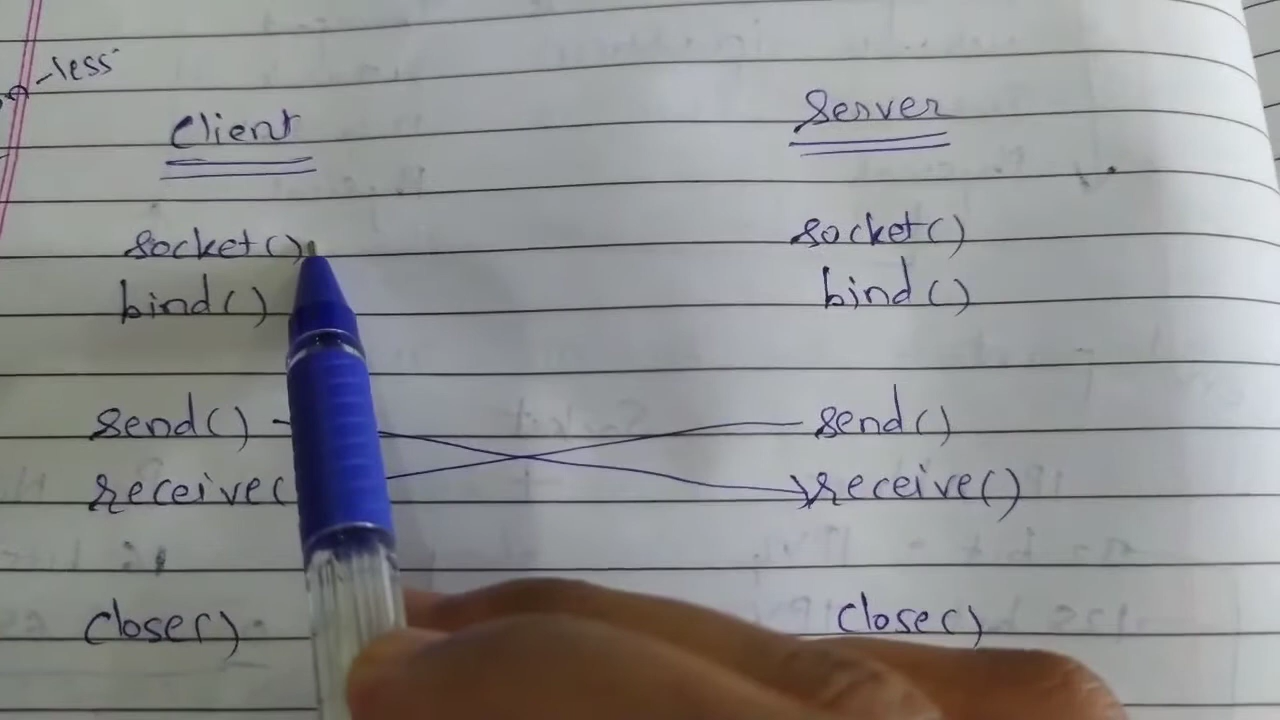 -less
Client Server
socket() socket()
bind() bind()
send() send()
receive( receive()
Close() Close()